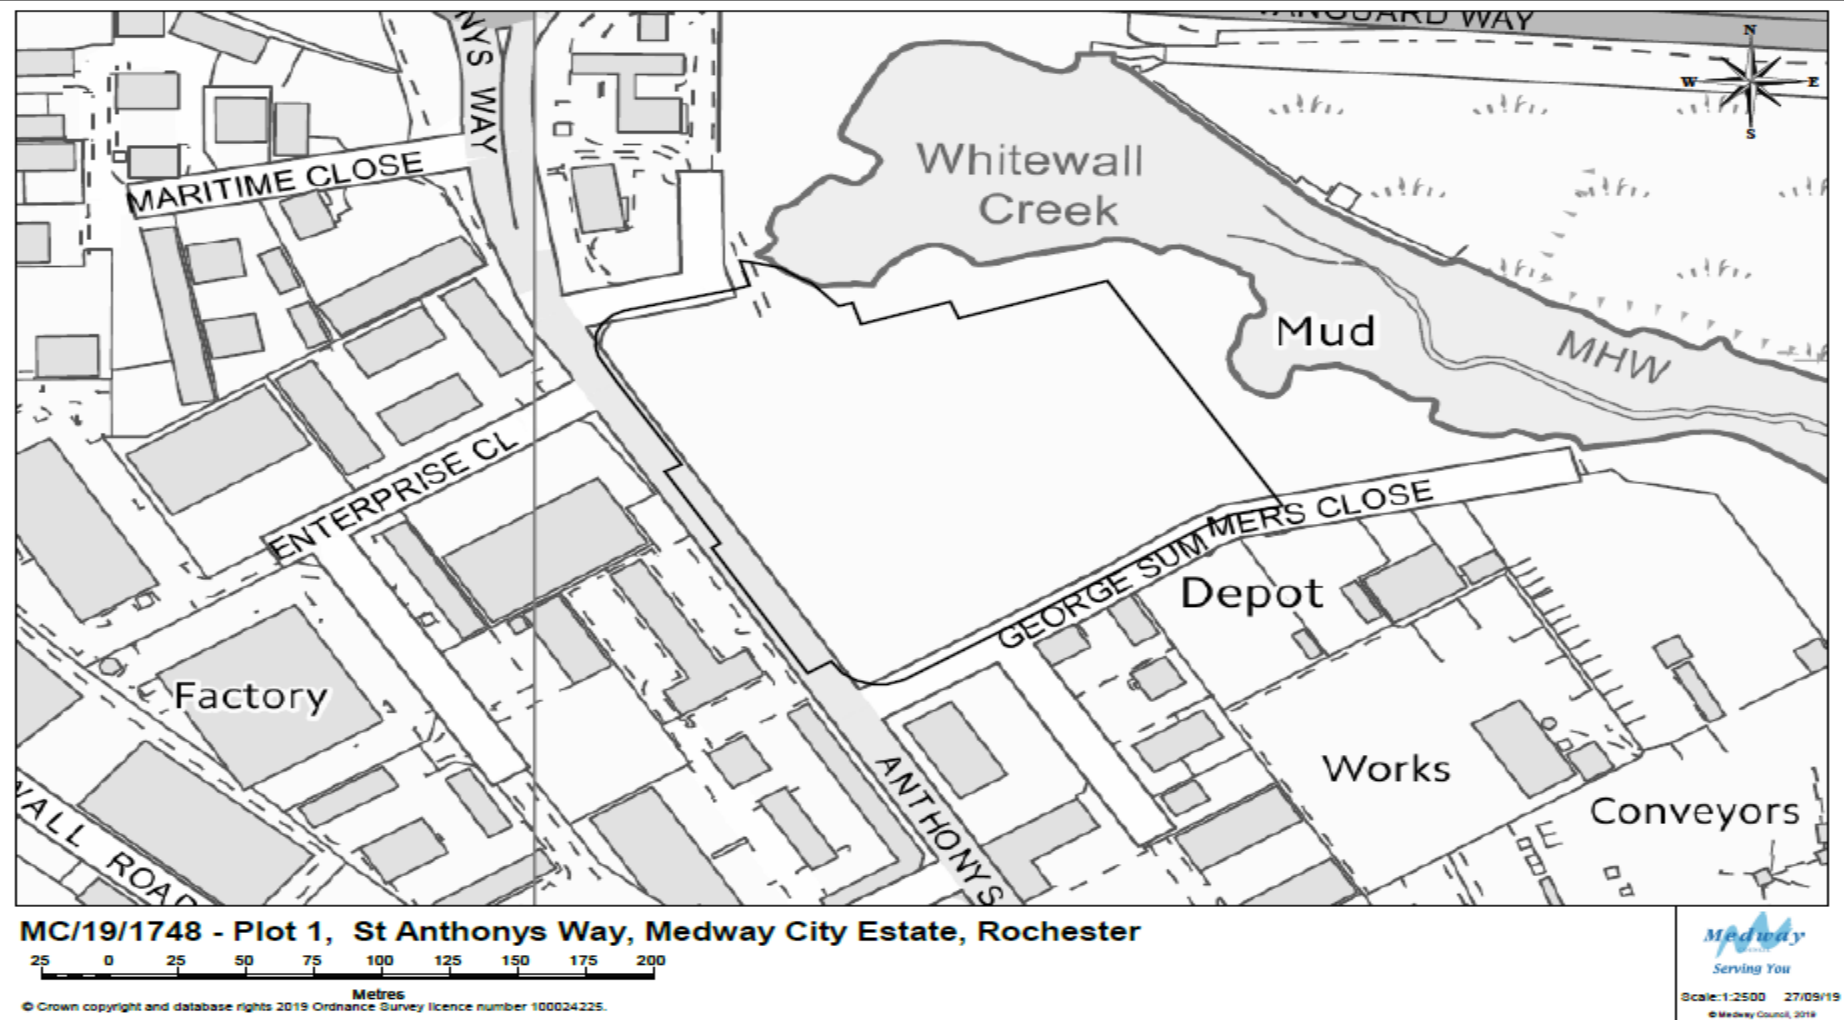 VANGUARD WAY
N
W E
S
NYS WAY
MARITIME CLOSE
Whitewall
Creek
Mud
MHW
ENTERPRISE CL
GEORGE SUMMERS CLOSE
Depot
Factory
Works
Conveyors
ANTHONYS
WALL ROAD
MC/19/1748 - Plot 1, St Anthonys Way, Medway City Estate, Rochester
25 0 25 50 75 100 125 150 175 200
Metres
© Crown copyright and database rights 2019 Ordnance Survey licence number 100024225.
Medway
Serving You
Scale:1:2500 27/09/19
© Medway Council, 2019